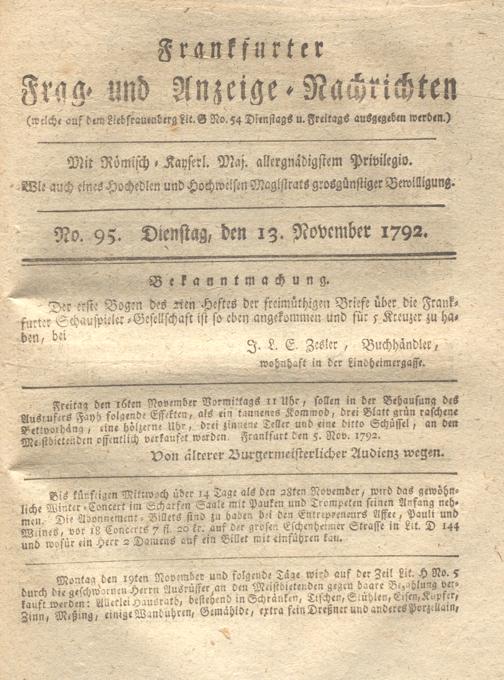 Frankfurter
Frag- und Anzeige-Nachrichten
(welche auf dem Liebfrauenberg Lit. G No. 54 Dienstags u. Freitags ausgegeben werden.)
Mit Römisch-Kayserl. Maj. allergnädigstem Privilegio.
Wie auch eines Hochedlen und Hochweisen Magistrats grosgünstiger Bewilligung.
No. 95. Dienstag, den 13. November 1792.
Bekanntmachung.
Der erste Bogen des 2ten Heftes der freimüthigen Briefe über die Frank-
furter Schauspieler-Gesellschaft ist so eben angekommen und für 5 Kreuzer zu ha-
ben, bei
J. L. E. Zesler, Buchhändler,
wohnhaft in der Lindheimergasse.
Freitag den 16ten November Vormittags 11 Uhr, sollen in der Behausung des
Ausrufers Fayh folgende Effekten, als ein tannenes Komwod, drei Blatt grün raschene
Bettvorhäng, eine hölzerne Uhr, drei zinnene Teller und eine ditto Schüssel, an den
Meistbietenden öffentlich verkaufet werden. Frankfurt den 5. Nov. 1792.
Von älterer Burgermeisterlicher Audienz wegen.
Bis künftigen Mittwoch über 14 Tage als den 28ten November, wird das gewöhn-
liche Winter-Concert im Scharfen Saale mit Pauken und Trompeten seinen Anfang neh-
men. Die Abonnement-Billets sind zu haben bei den Entrepreneurs Affee, Pauli und
vor 18 Concerts 7 fl. 20 kr. auf der grosen Eschenheimer Strasse in Lit. D 144
und wofür ein Herr 2 Damens auf ein Billet mit einführen kan.
Montag den 19ten November und folgende Täge wird auf der Zeil Lit. H No. 5
durch die geschwornen Herrn Ausrüffer an den Meistbietenden gegen baare Bezahlung ver-
kauft werden: Allerlei Hausrath, bestehend in Schränken, Tischen, Stühlen, Eisen, Kupfer,
Zinn, Meßing, einige Wanduhren, Gemählde, extra fein Dreßner und anderes Porzellain,